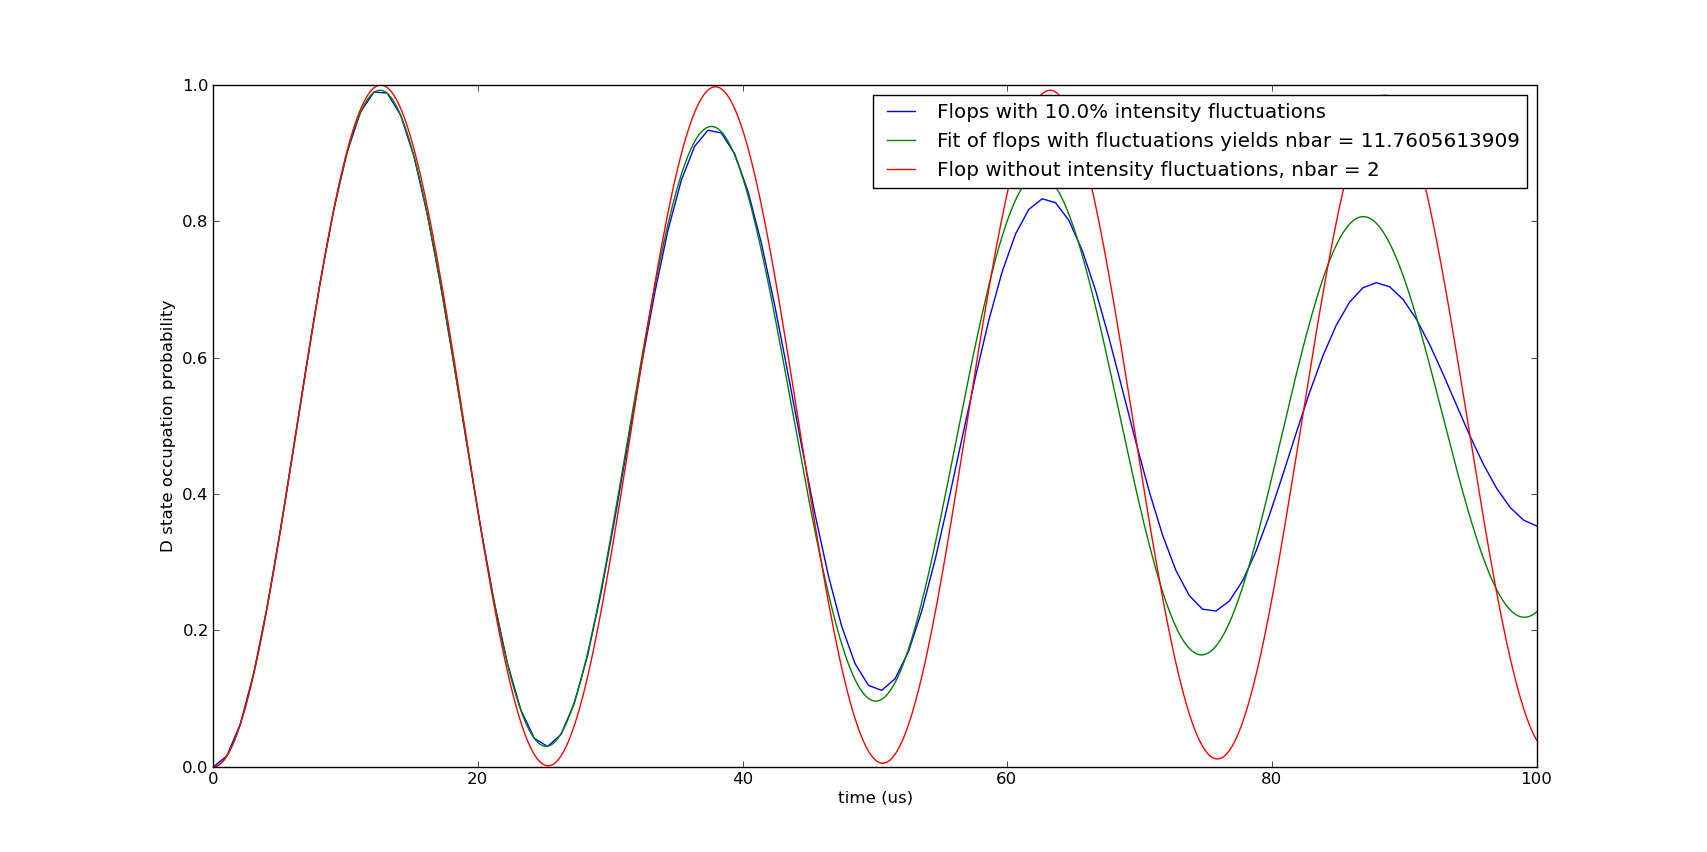 1.0
0.8
0.6
0.4
0.2
0.0
D state occupation probability
Flops with 10.0% intensity fluctuations
Fit of flops with fluctuations yields nbar = 11.7605613909
Flop without intensity fluctuations, nbar = 2
0 20 40 60 80 100
time (us)